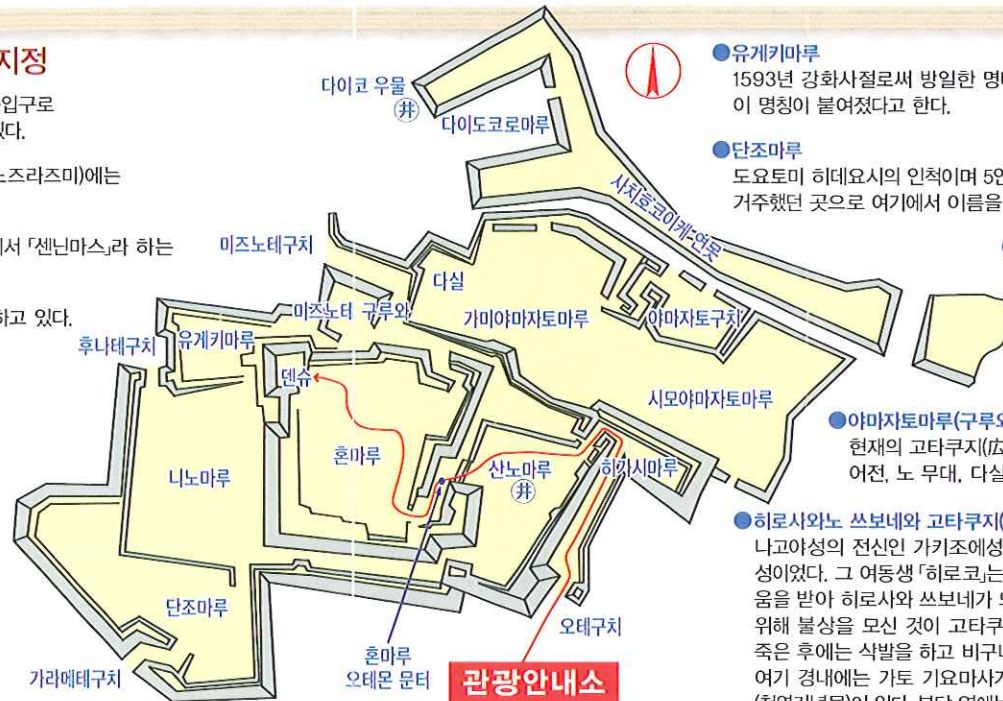 지정
입구로
있다.
노즈라즈미)에는
에서 「센닌마스」라 하는
하고 있다.
다이코 우물
井
다이도코로마루
사치호코이케 연못
미즈노테구치
다실
미즈노테 구루와
가미야마자토마루
야마자토구치
후나테구치
유게키마루
덴슈
시모야마자토마루
니노마루
혼마루
산노마루
井
히가시마루
단조마루
오테구치
가라메테구치
혼마루
오테몬 문터
관광안내소
●유게키마루
1593년 강화사절로써 방일한 명나
이 명칭이 붙여졌다고 한다.
●단조마루
도요토미 히데요시의 인척이며 5인
거주했던 곳으로 여기에서 이름을
●야마자토마루(구루와
현재의 고타쿠지(広
어전, 노 무대, 다실
●히로사와노 쓰보네와 고타쿠지(
나고야성의 전신인 가키조에성
성이었다. 그 여동생 「히로코」는
움을 받아 히로사와 쓰보네가 되
위해 불상을 모신 것이 고타쿠
죽은 후에는 삭발을 하고 비구니
여기 경내에는 가토 기요마사가